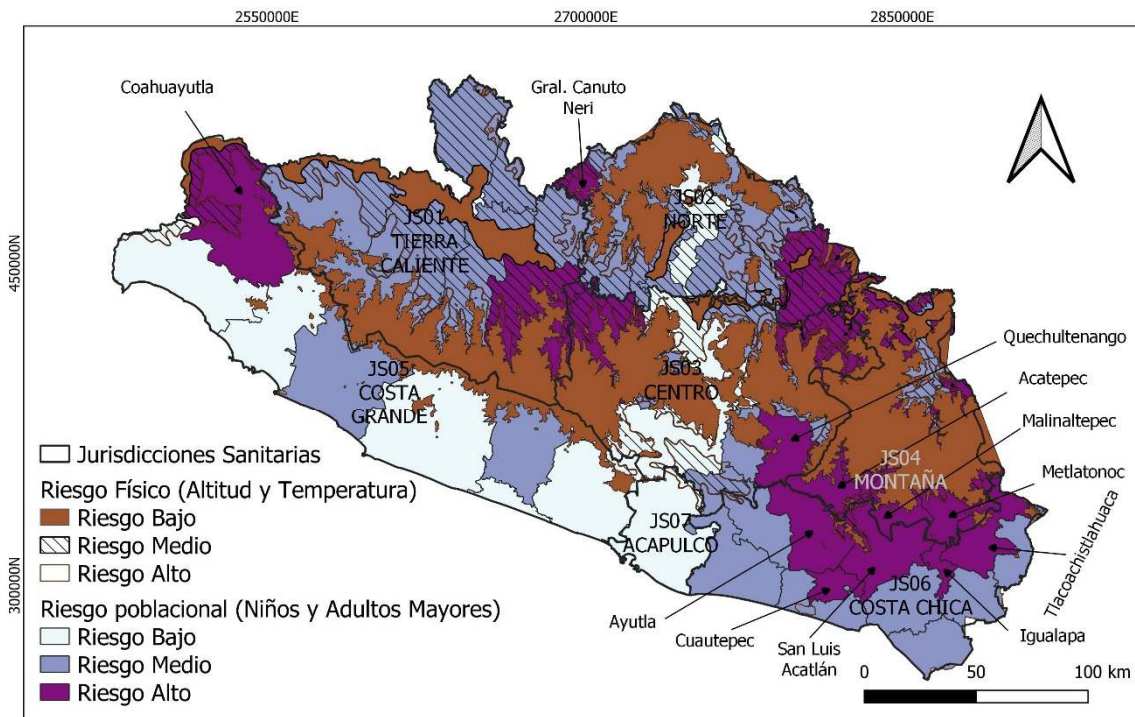 2550000E
2700000E
2850000E
450000N
300000N
Coahuayutla
Gral. Canuto
Neri
JS01
TIERRA
CALIENTE
JS02
NORTE
Quechultenango
Acatepec
Malinaltepec
Metlatonoc
Tlacoachistlahuaca
JS05
COSTA
GRANDE
JS03
CENTRO
JS04
MONTAÑA
JS07
ACAPULCO
JS06
COSTA CHICA
Ayutla
Cuautepec
San Luis
Acatlán
Igualapa
Jurisdicciones Sanitarias
Riesgo Físico (Altitud y Temperatura)
Riesgo Bajo
Riesgo Medio
Riesgo Alto
Riesgo poblacional (Niños y Adultos Mayores)
Riesgo Bajo
Riesgo Medio
Riesgo Alto
0 50 100 km